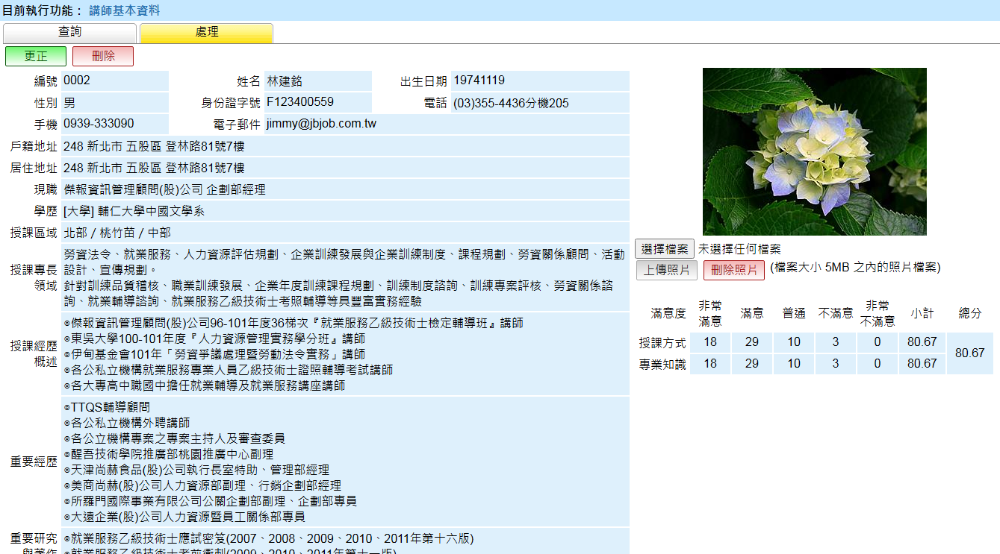 目前執行功能： 講師基本資料
查詢 處理
更正 刪除
編號 0002 姓名 林建銘 出生日期 19741119
性別 男 身份證字號 F123400559 電話 (03)355-4436分機205
手機 0939-333090 電子郵件 jimmy@jbjob.com.tw
戶籍地址 248 新北市 五股區 登林路81號7樓
居住地址 248 新北市 五股區 登林路81號7樓
現職 傑報資訊管理顧問(股)公司 企劃部經理
學歷 [大學] 輔仁大學中國文學系
授課區域 北部 / 桃竹苗 / 中部
授課專長
領域
勞資法令、就業服務、人力資源評估規劃、企業訓練發展與企業訓練制度、課程規劃、勞資關係顧問、活動
設計、宣傳規劃。
針對訓練品質稽核、職業訓練發展、企業年度訓練課程規劃、訓練制度諮詢、訓練專案評核、勞資關係諮
詢、就業輔導諮詢、就業服務乙級技術士考照輔導等具豐富實務經驗
授課經歷
概述
◎傑報資訊管理顧問(股)公司96-101年度36梯次『就業服務乙級技術士檢定輔導班』講師
◎東吳大學100-101年度『人力資源管理實務學分班』講師
◎伊甸基金會101年「勞資爭議處理暨勞動法令實務」講師
◎各公私立機構就業服務專業人員乙級技術士證照輔導考試講師
◎各大專高中職國中擔任就業輔導及就業服務講座講師
重要經歷
◎TTQS輔導顧問
◎各公私立機構外聘講師
◎各公立機構專案之專案主持人及審查委員
◎醒吾技術學院推廣部桃園推廣中心副理
◎天津尚赫食品(股)公司執行長室特助、管理部經理
◎美商尚赫(股)公司人力資源部副理、行銷企劃部經理
◎所羅門國際事業有限公司公關企劃部副理、企劃部專員
◎大遠企業(股)公司人力資源暨員工關係部專員
重要研究
與著作
◎就業服務乙級技術士應試密笈(2007、2008、2009、2010、2011年第十六版)
◎就業服務乙級技術士考前衝刺(2009、2010、2011年第十一版)
選擇檔案 未選擇任何檔案
上傳照片 刪除照片 (檔案大小 5MB 之內的照片檔案)
滿意度 非常滿意 滿意 普通 不滿意 非常不滿意 小計 總分
授課方式 18 29 10 3 0 80.67 80.67
專業知識 18 29 10 3 0 80.67